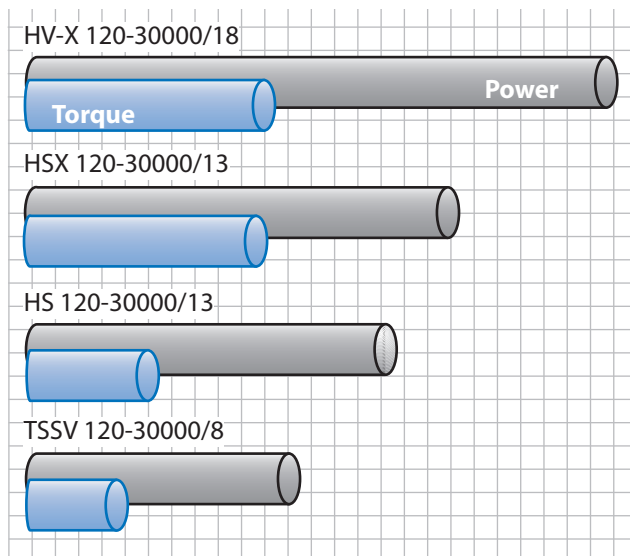 HV-X 120-30000/18
Power
Torque
HSX 120-30000/13
HS 120-30000/13
TSSV 120-30000/8